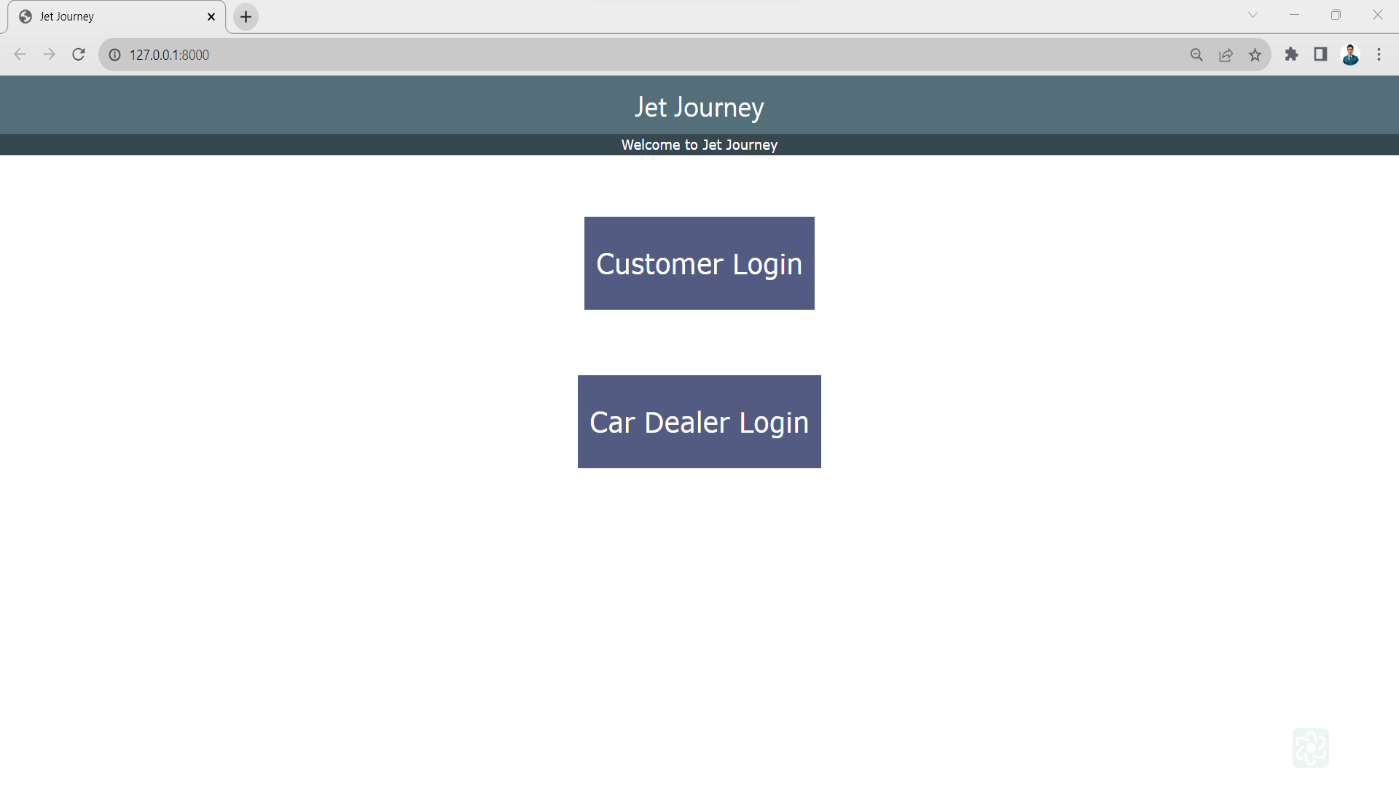 Jet Journey
127.0.0.1:8000
Jet Journey
Welcome to Jet Journey
Customer Login
Car Dealer Login